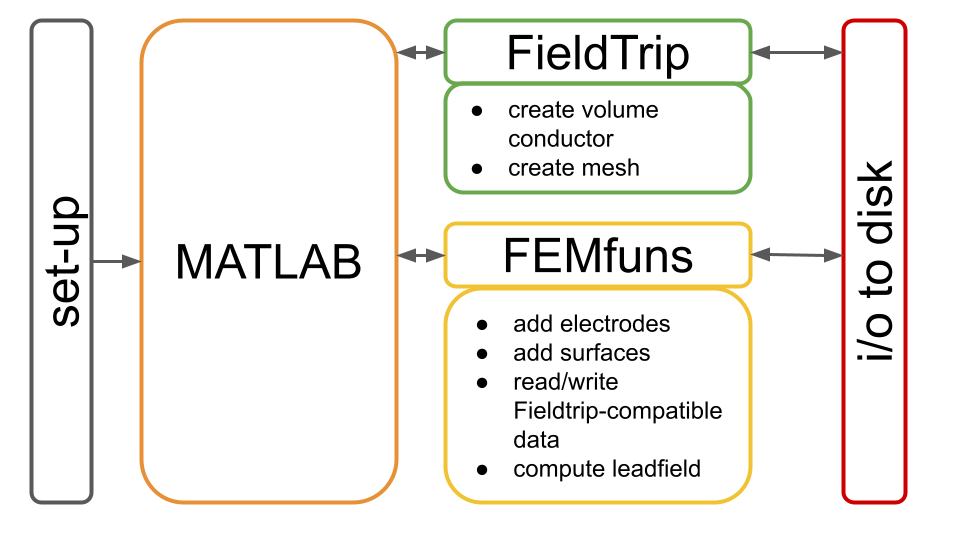 set-up
MATLAB
FieldTrip
● create volume
conductor
● create mesh
FEMfuns
● add electrodes
● add surfaces
● read/write
Fieldtrip-compatible
data
● compute leadfield
i/o to disk